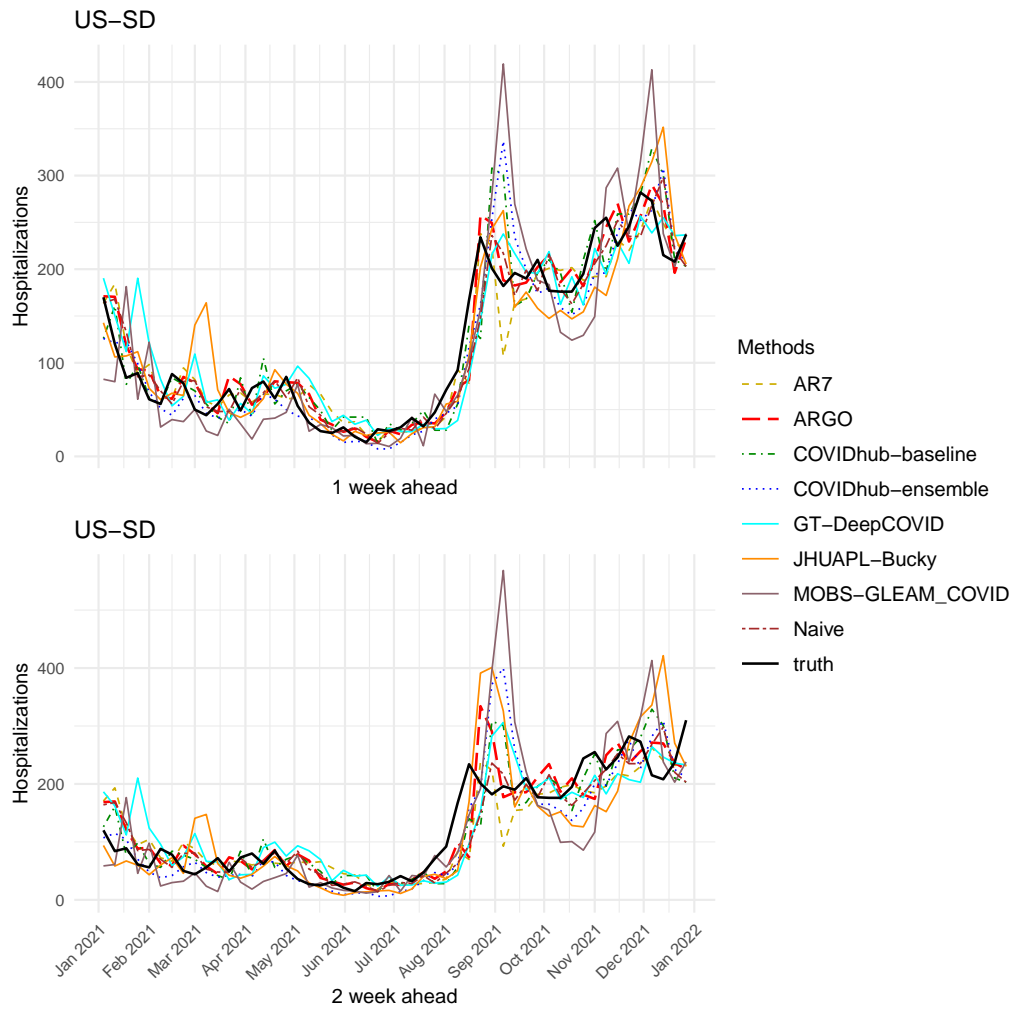 US−SD
400
300
200
100
0
Hospitalizations
1 week ahead
US−SD
400
200
0
Hospitalizations
Jan 2021
Feb 2021
Mar 2021
Apr 2021
May 2021
Jun 2021
Jul 2021
Aug 2021
Sep 2021
Oct 2021
Nov 2021
Dec 2021
Jan 2022
2 week ahead
Methods
AR7
ARGO
COVIDhub−baseline
COVIDhub−ensemble
GT−DeepCOVID
JHUAPL−Bucky
MOBS−GLEAM_COVID
Naive
truth